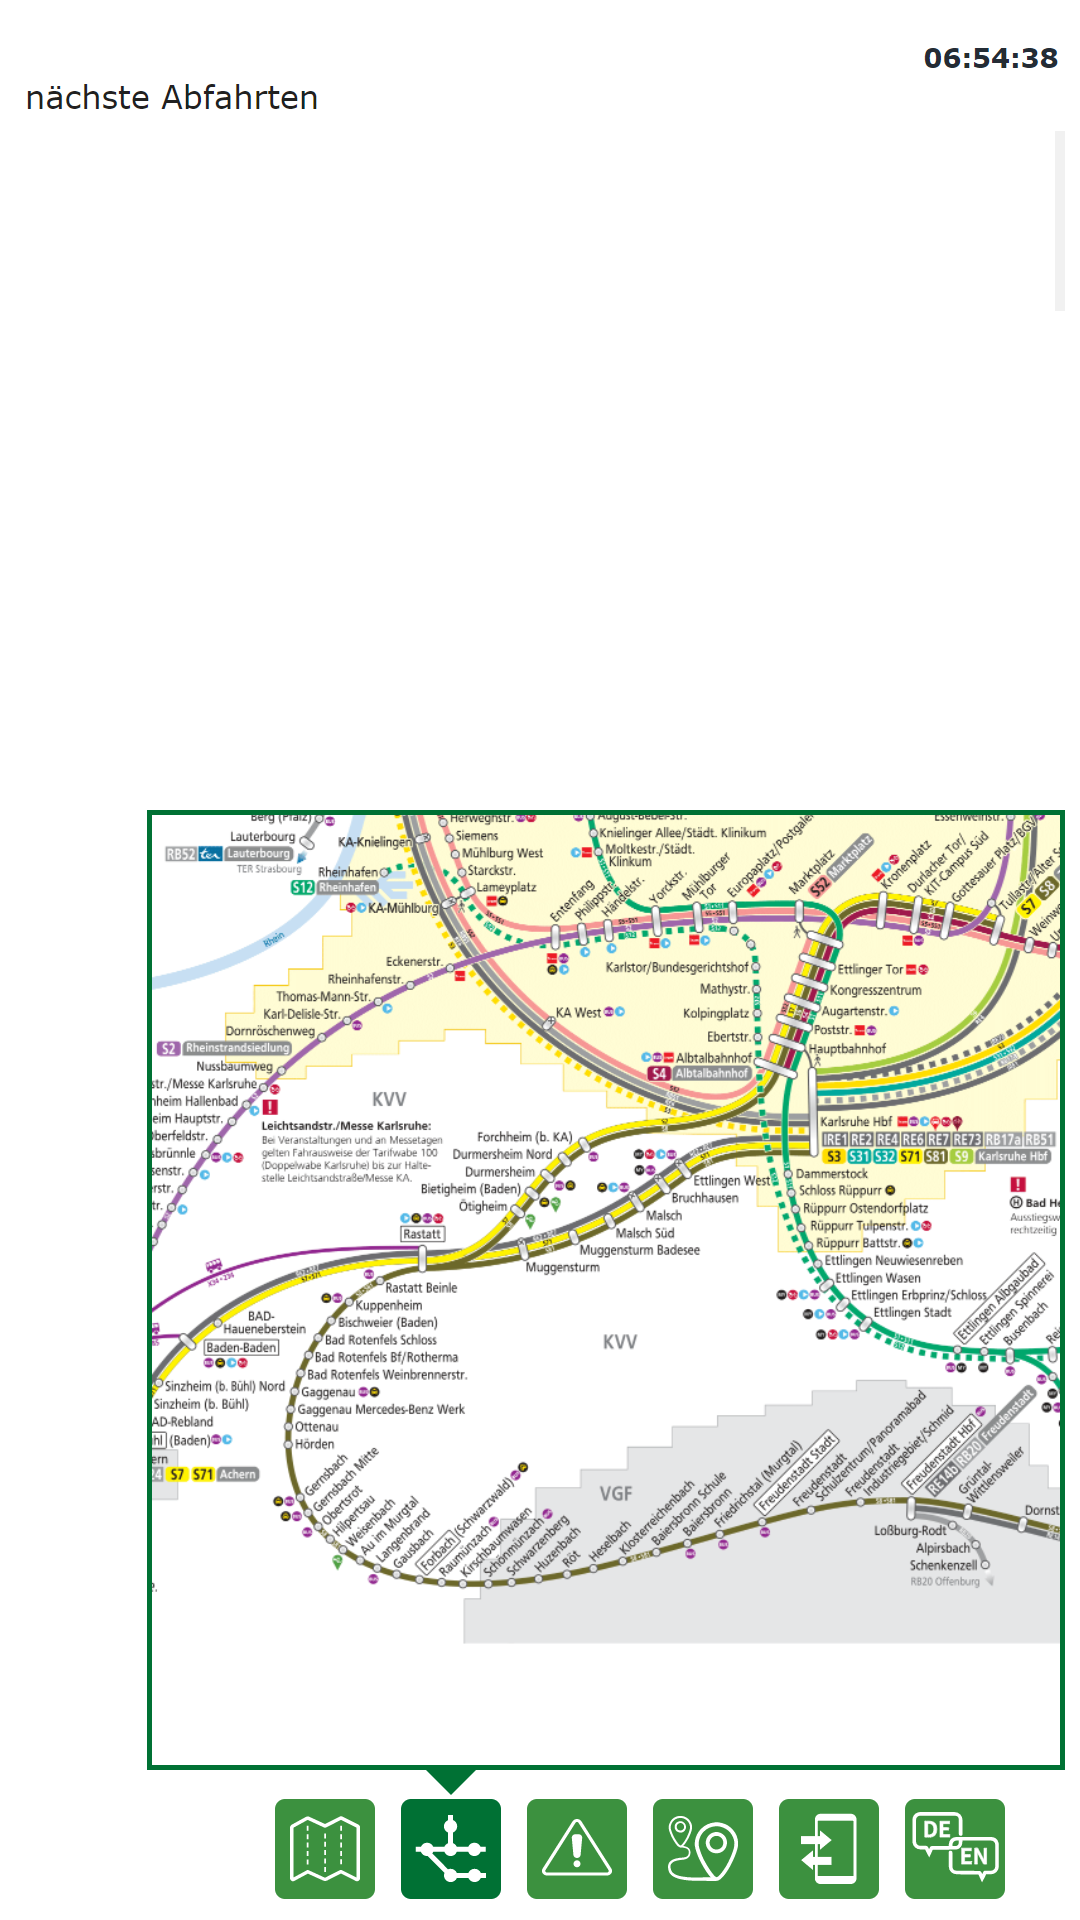 06:54:38
nächste Abfahrten
Berg (Pfalz)
Lauterbourg
RB52 ter Lauterbourg
TER Strasbourg
Rheinhafen
S12 Rheinhafen
KA-Knielingen
KA-Mühlburg
Herweghstr.
Siemens
Mühlburg West
Starckstr.
Lameyplatz
August-Bebel-Str.
Knielinger Allee/Städt. Klinikum
Moltkestr./Städt.
Klinkum
Entenfang
Philippstr.
Händelstr.
Yorckstr.
Mühlburger
Tor
Europaplatz/Postgaler
Marktplatz
S52 Marktplatz
Kronenplatz
Durlacher Tor/
KIT-Campus Süd
Gottesauer Platz/BGV
Essenweinstr.
Tullastr./Alter S
S7 S8
Weinwe
Rhein
Eckenerstr.
Rheinhafenstr.
Thomas-Mann-Str.
Karl-Delisle-Str.
Dornröschenweg
S2 Rheinstrandsiedlung
Nussbaumweg
str./Messe Karlsruhe
nheim Hallenbad
eim Hauptstr.
Oberfeldstr.
sbrünnle
senstr.
rstr.
tr.
KA West
Karlstor/Bundesgerichtshof
Mathystr.
Kolpingplatz
Ebertstr.
Albtalbahnhof
S4 Albtalbahnhof
Ettlinger Tor
Kongresszentrum
Augartenstr.
Poststr.
Hauptbahnhof
KVV
Leichtsandstr./Messe Karlsruhe:
Bei Veranstaltungen und an Messetagen
gelten Fahrausweise der Tarifwabe 100
(Doppelwabe Karlsruhe) bis zur Halte-
stelle Leichtsandstraße/Messe KA.
Karlsruhe Hbf
IRE1 RE2 RE4 RE6 RE7 RE73 RB17a RB51
S3 S31 S32 S71 S81 S9 Karlsruhe Hbf
Forchheim (b. KA)
Durmersheim Nord
Durmersheim
Bietigheim (Baden)
Ötigheim
Rastatt
Ettlingen West
Bruchhausen
Malsch
Malsch Süd
Muggensturm Badesee
Muggensturm
Dammerstock
Schloss Rüppurr
Rüppurr Ostendorfplatz
Rüppurr Tulpenstr.
Rüppurr Battstr.
Ettlingen Neuwiesenreben
Ettlingen Wasen
Ettlingen Erbprinz/Schloss
Ettlingen Stadt
Ettlingen Albgaubad
Ettlingen Spinnerei
Busenbach
Rei
Bad He
Ausstiegsw
rechtzeitig
X34 • 236
BAD-
Haueneberstein
Baden-Baden
Sinzheim (b. Bühl) Nord
Sinzheim (b. Bühl)
AD-Rebland
hl (Baden)
ern
S7 S71 Achern
Rastatt Beinle
Kuppenheim
Bischweier (Baden)
Bad Rotenfels Schloss
Bad Rotenfels Bf/Rotherma
Bad Rotenfels Weinbrennerstr.
Gaggenau
Gaggenau Mercedes-Benz Werk
Ottenau
Hörden
KVV
Gernsbach
Gernsbach Mitte
Obertsrot
Hilpertsau
Weisenbach
Au im Murgtal
Langenbrand
Gausbach
Forbach (Schwarzwald)
Raumünzach
Kirschbaumwasen
Schönmünzach
Schwarzenberg
Huzenbach
Röt
Heselbach
Klosterreichenbach
Baiersbronn Schule
Baiersbronn
Friedrichstal (Murgtal)
Freudenstadt Stadt
Freudenstadt
Schulzentrum/Panoramabad
Freudenstadt
Industriegebiet/Schmid
Freudenstadt Hbf
RE14b RB20 Freudenstadt
Grüntal-
Wittlensweiler
Dornst
VGF
Loßburg-Rodt
Alpirsbach
Schenkenzell
RB20 Offenburg
DE
EN